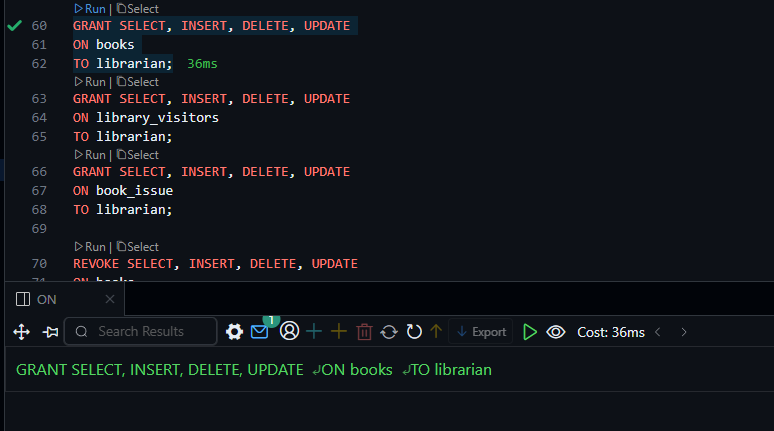 Run | Select
60 GRANT SELECT, INSERT, DELETE, UPDATE
61 ON books
62 TO librarian; 36ms
Run | Select
63 GRANT SELECT, INSERT, DELETE, UPDATE
64 ON library_visitors
65 TO librarian;
Run | Select
66 GRANT SELECT, INSERT, DELETE, UPDATE
67 ON book_issue
68 TO librarian;
69
Run | Select
70 REVOKE SELECT, INSERT, DELETE, UPDATE
71 ON books
ON
Search Results 1 Export Cost: 36ms
GRANT SELECT, INSERT, DELETE, UPDATE ↲ON books ↲TO librarian